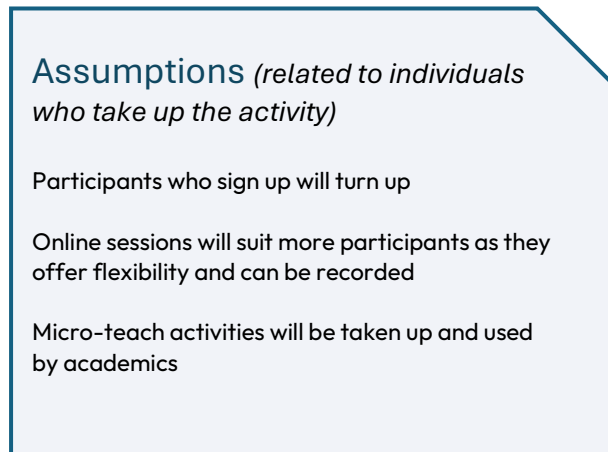 Assumptions (related to individuals
who take up the activity)
Participants who sign up will turn up
Online sessions will suit more participants as they
offer flexibility and can be recorded
Micro-teach activities will be taken up and used
by academics